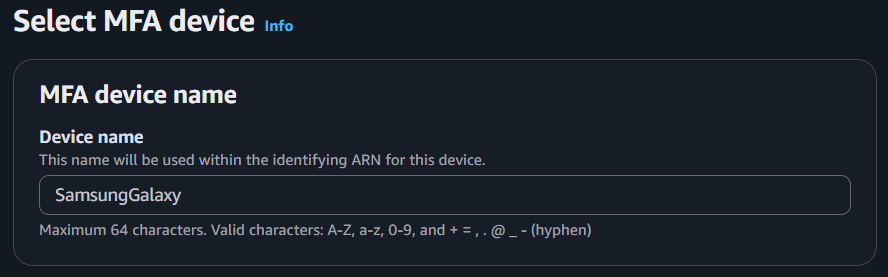 Select MFA device Info
MFA device name
Device name
This name will be used within the identifying ARN for this device.
SamsungGalaxy
Maximum 64 characters. Valid characters: A-Z, a-z, 0-9, and + = , . @ _ - (hyphen)